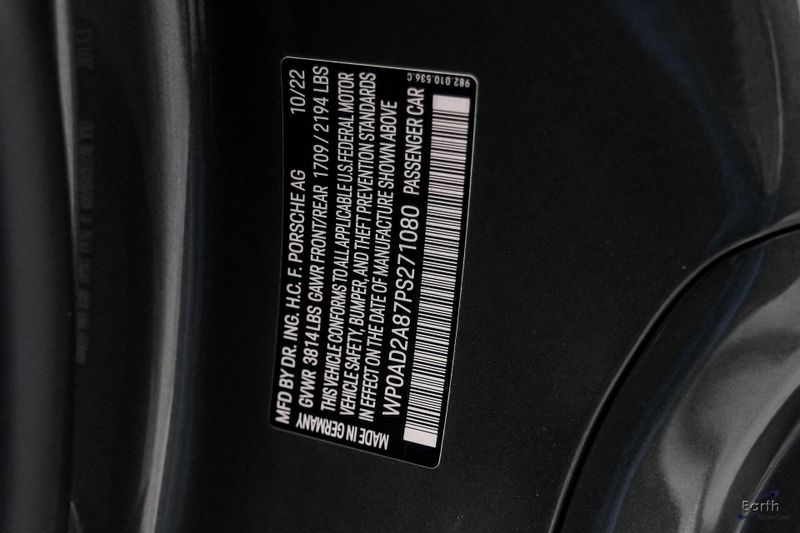 MFD BY DR. ING. H.C. F. PORSCHE AG 10/22
GVWR 3814 LBS GAWR FRONT/REAR 1709 / 2194 LBS
THIS VEHICLE CONFORMS TO ALL APPLICABLE U.S.FEDERAL MOTOR
VEHICLE SAFETY, BUMPER, AND THEFT PREVENTION STANDARDS
IN EFFECT ON THE DATE OF MANUFACTURE SHOWN ABOVE
WP0AD2A87PS271080 PASSENGER CAR
MADE IN GERMANY
982.010.536.C
Earth